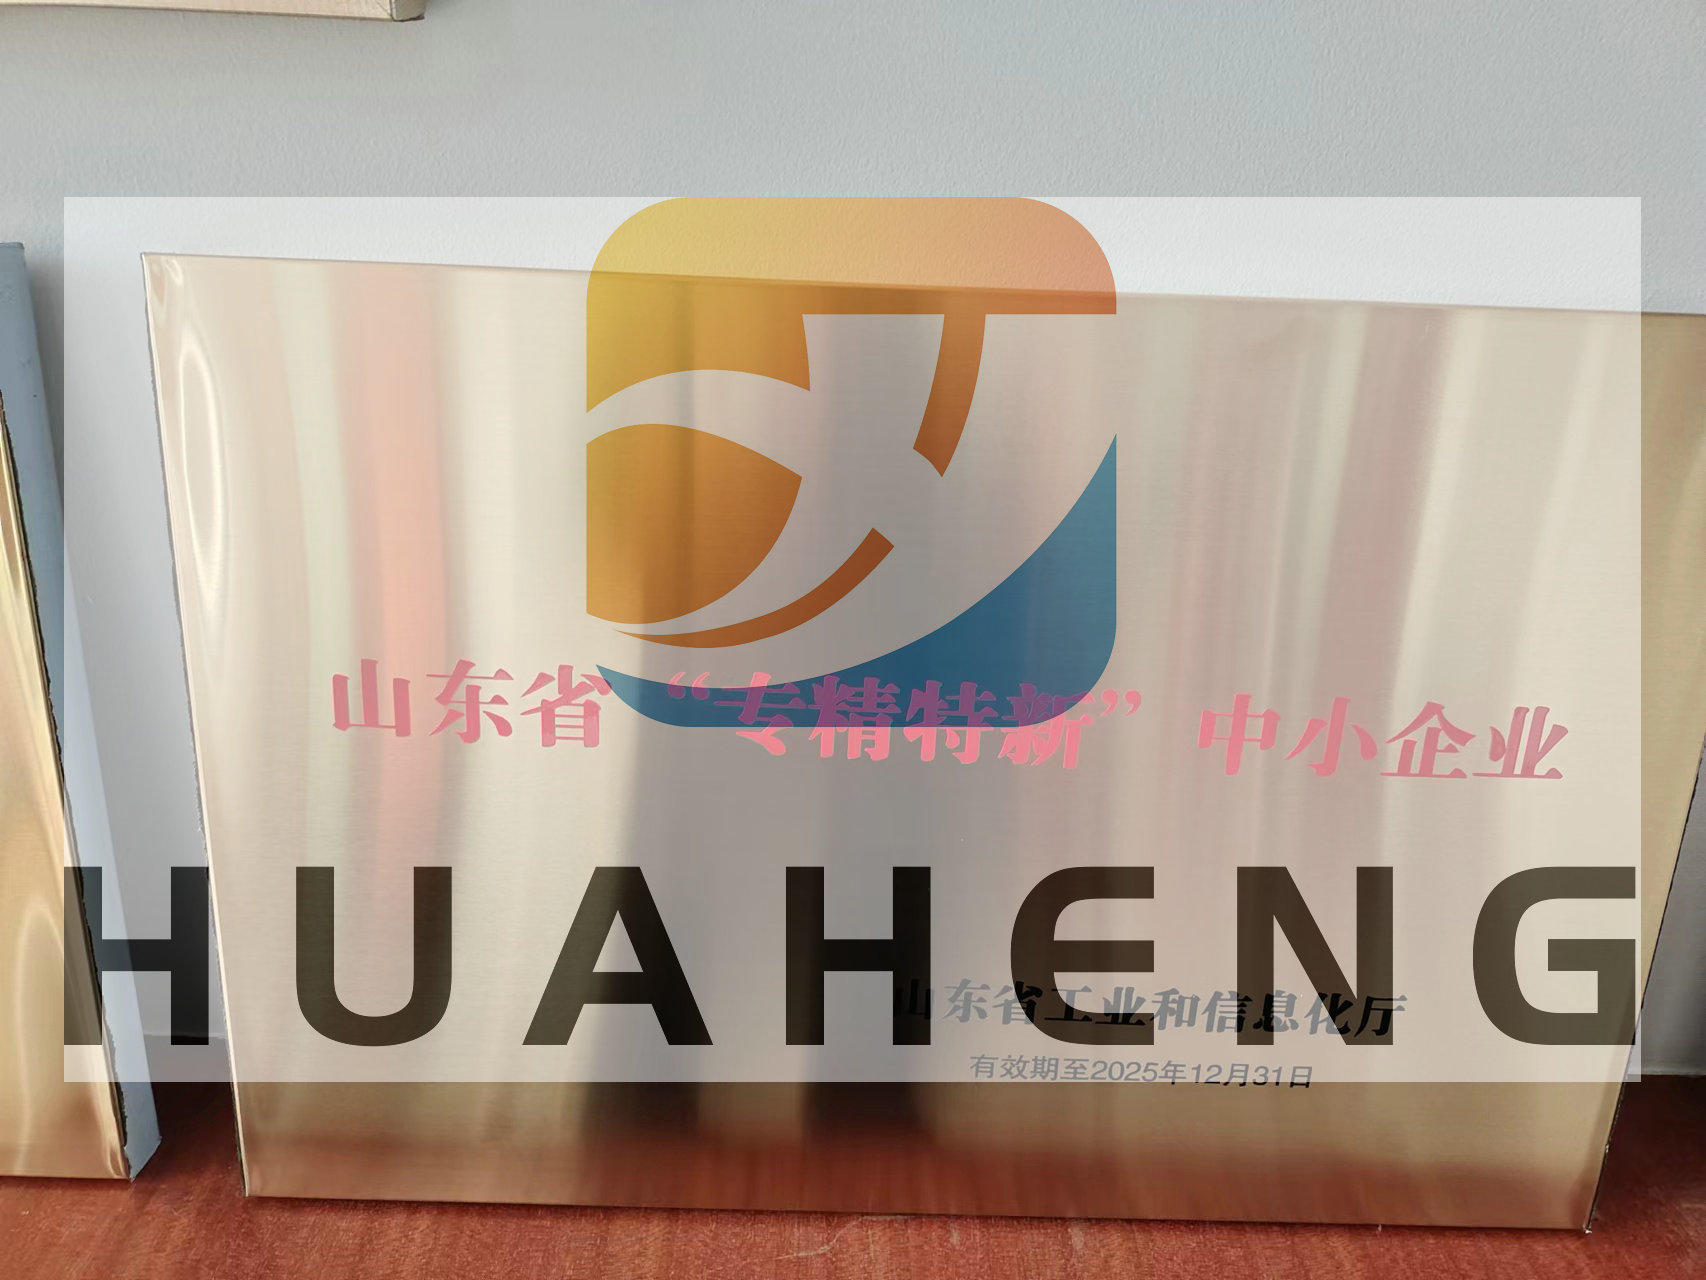 山东省“专精特新”中小企业
HUAHENG
山东省工业和信息化厅
有效期至2025年12月31日